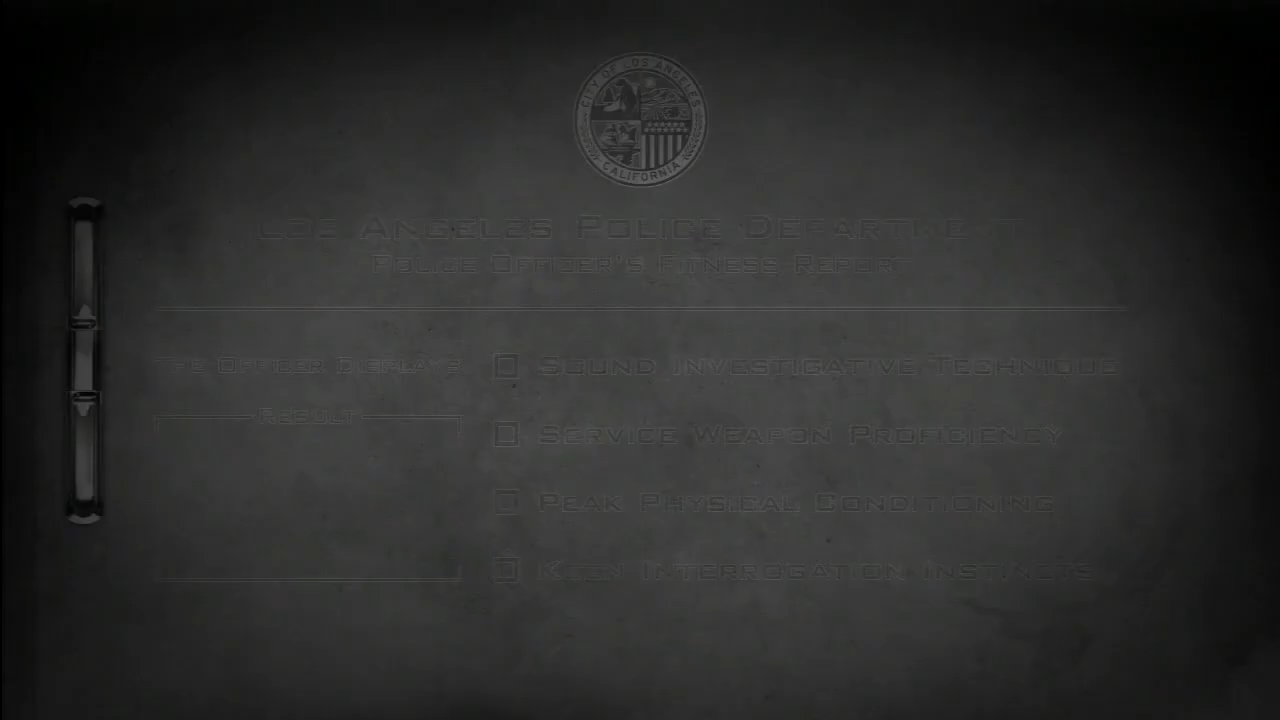 CITY OF LOS ANGELES
CALIFORNIA
LOS ANGELES POLICE DEPARTMENT
POLICE OFFICER'S FITNESS REPORT
THE OFFICER DISPLAYS
SOUND INVESTIGATIVE TECHNIQUE
RESULT
SERVICE WEAPON PROFICIENCY
PEAK PHYSICAL CONDITIONING
KEEN INTERROGATION INSTINCTS